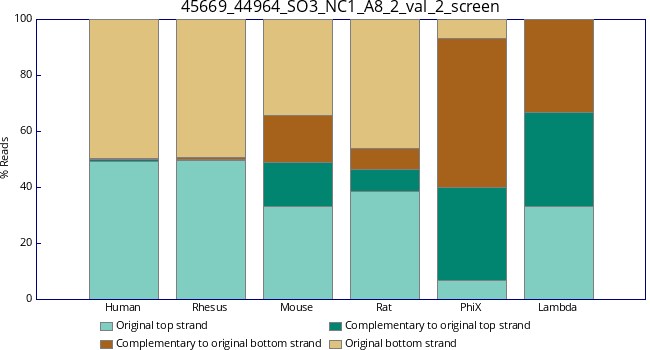 45669_44964_SO3_NC1_A8_2_val_2_screen
100
80
60
40
20
0
% Reads
Human Rhesus Mouse Rat PhiX Lambda
Original top strand Complementary to original top strand
Complementary to original bottom strand Original bottom strand